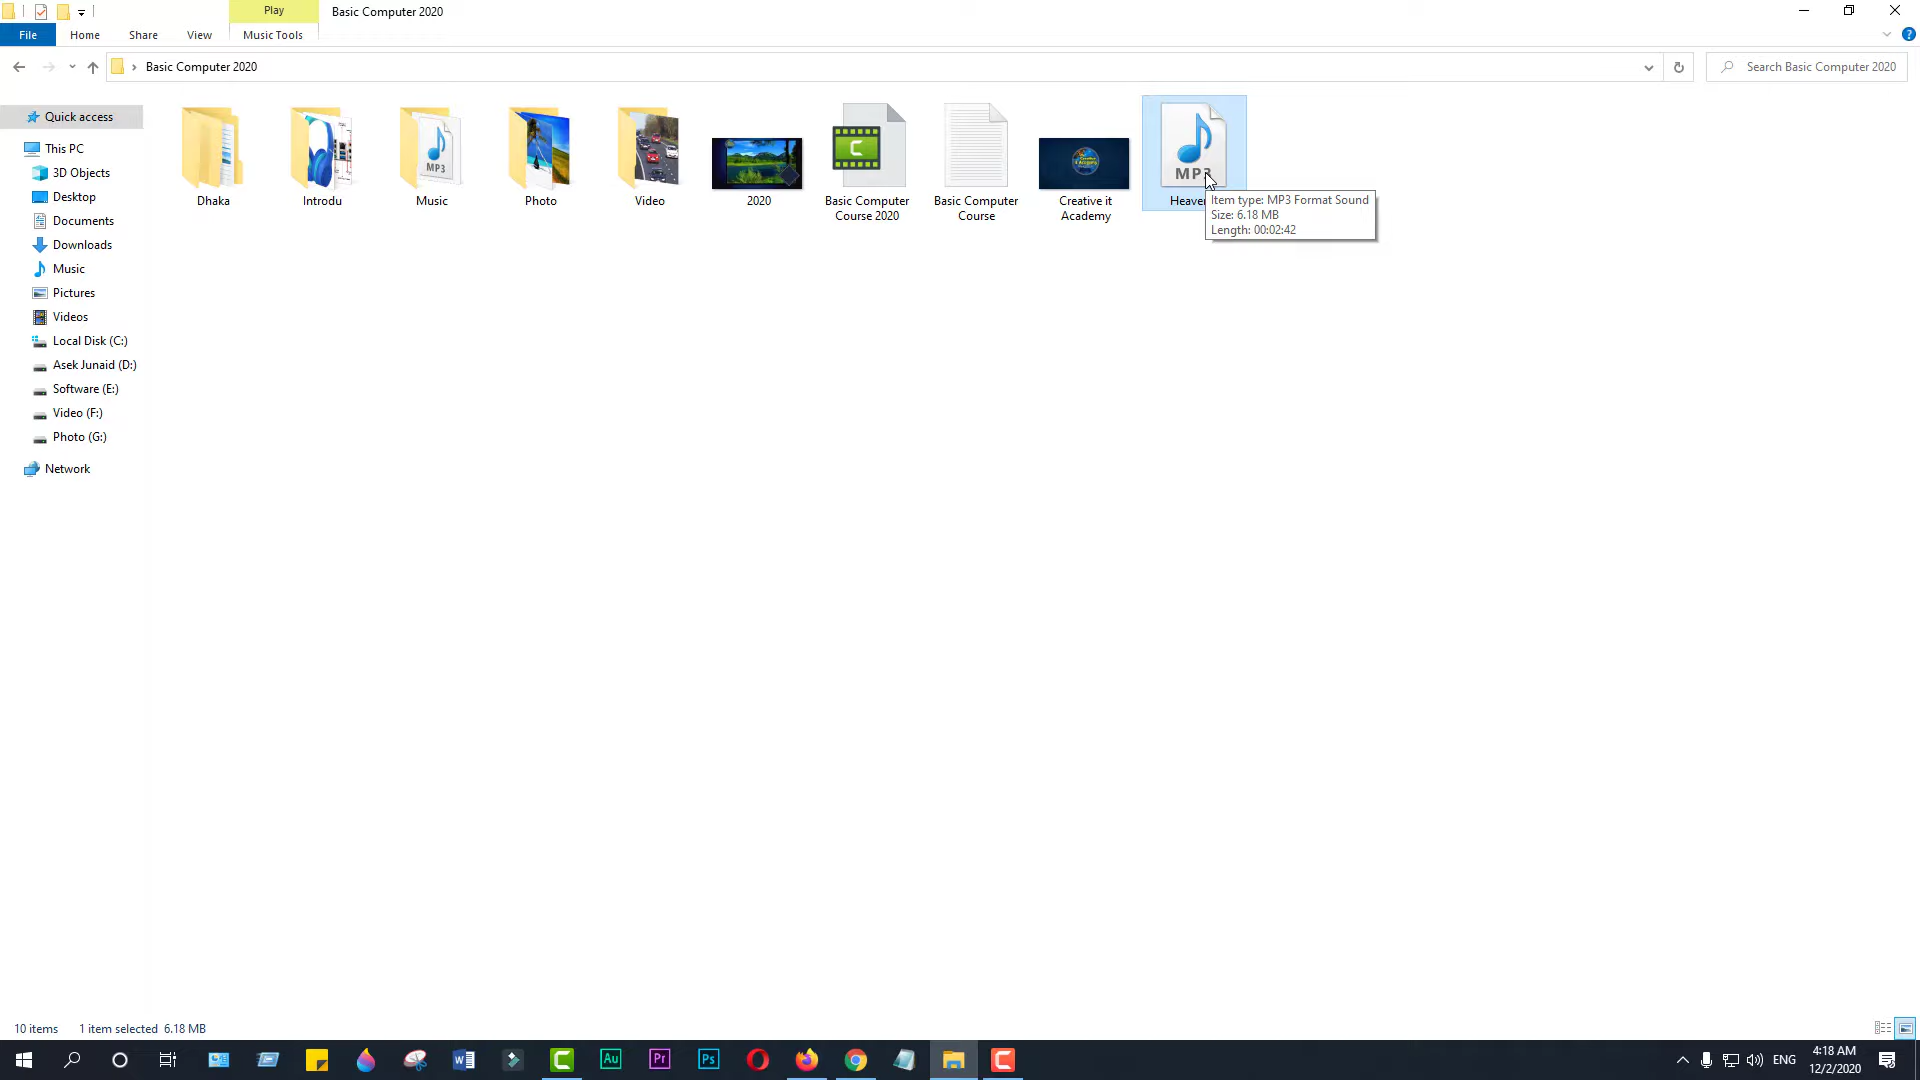 Play
Basic Computer 2020
File
Home
Share
View
Music Tools
Basic Computer 2020
Search Basic Computer 2020
Quick access
This PC
3D Objects
Desktop
Documents
Downloads
Music
Pictures
Videos
Local Disk (C:)
Asek Junaid (D:)
Software (E:)
Video (F:)
Photo (G:)
Network
MP3
MP3
Dhaka
Introdu
Music
Photo
Video
2020
Basic Computer
Course 2020
Basic Computer
Course
Creative it
Academy
Item type: MP3 Format Sound
Size: 6.18 MB
Length: 00:02:42
10 items
1 item selected 6.18 MB
Au
Pr
Ps
ENG
4:18 AM
12/2/2020